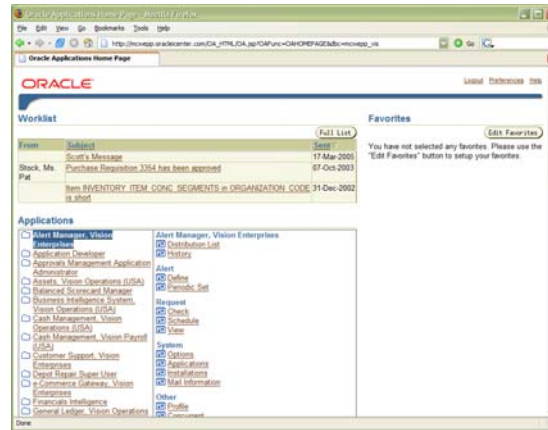 Oracle Applications Home Page - Mozilla Firefox
File Edit View Go Bookmarks Tools Help
Go
Oracle Applications Home Page
ORACLE
Logout Preferences Help
Worklist
Full List
From Subject Sent
Scott's Message 17-Mar-2005
Stock, Ms. Purchase Requisition 3354 has been approved 07-Oct-2003
Pat
Item INVENTORY_ITEM_CONC_SEGMENTS in ORGANIZATION_CODE 31-Dec-2002
is short
Favorites
Edit Favorites
You have not selected any favorites. Please use the
"Edit Favorites" button to setup your favorites.
Applications
Alert Manager, Vision
Enterprises
Application Developer
Approvals Management Application
Administrator
Assets, Vision Operations (USA)
Balanced Scorecard Manager
Business Intelligence System,
Vision Operations (USA)
Cash Management, Vision
Operations (USA)
Cash Management, Vision Payroll
(USA)
Customer Support, Vision
Enterprises
Depot Repair Super User
e-Commerce Gateway, Vision
Enterprises
Financials Intelligence
General Ledger, Vision Operations
Alert Manager, Vision Enterprises
Distribution List
History
Alert
Define
Periodic Set
Request
Check
Schedule
View
System
Options
Applications
Installations
Mail Information
Other
Profile
Concurrent
Done